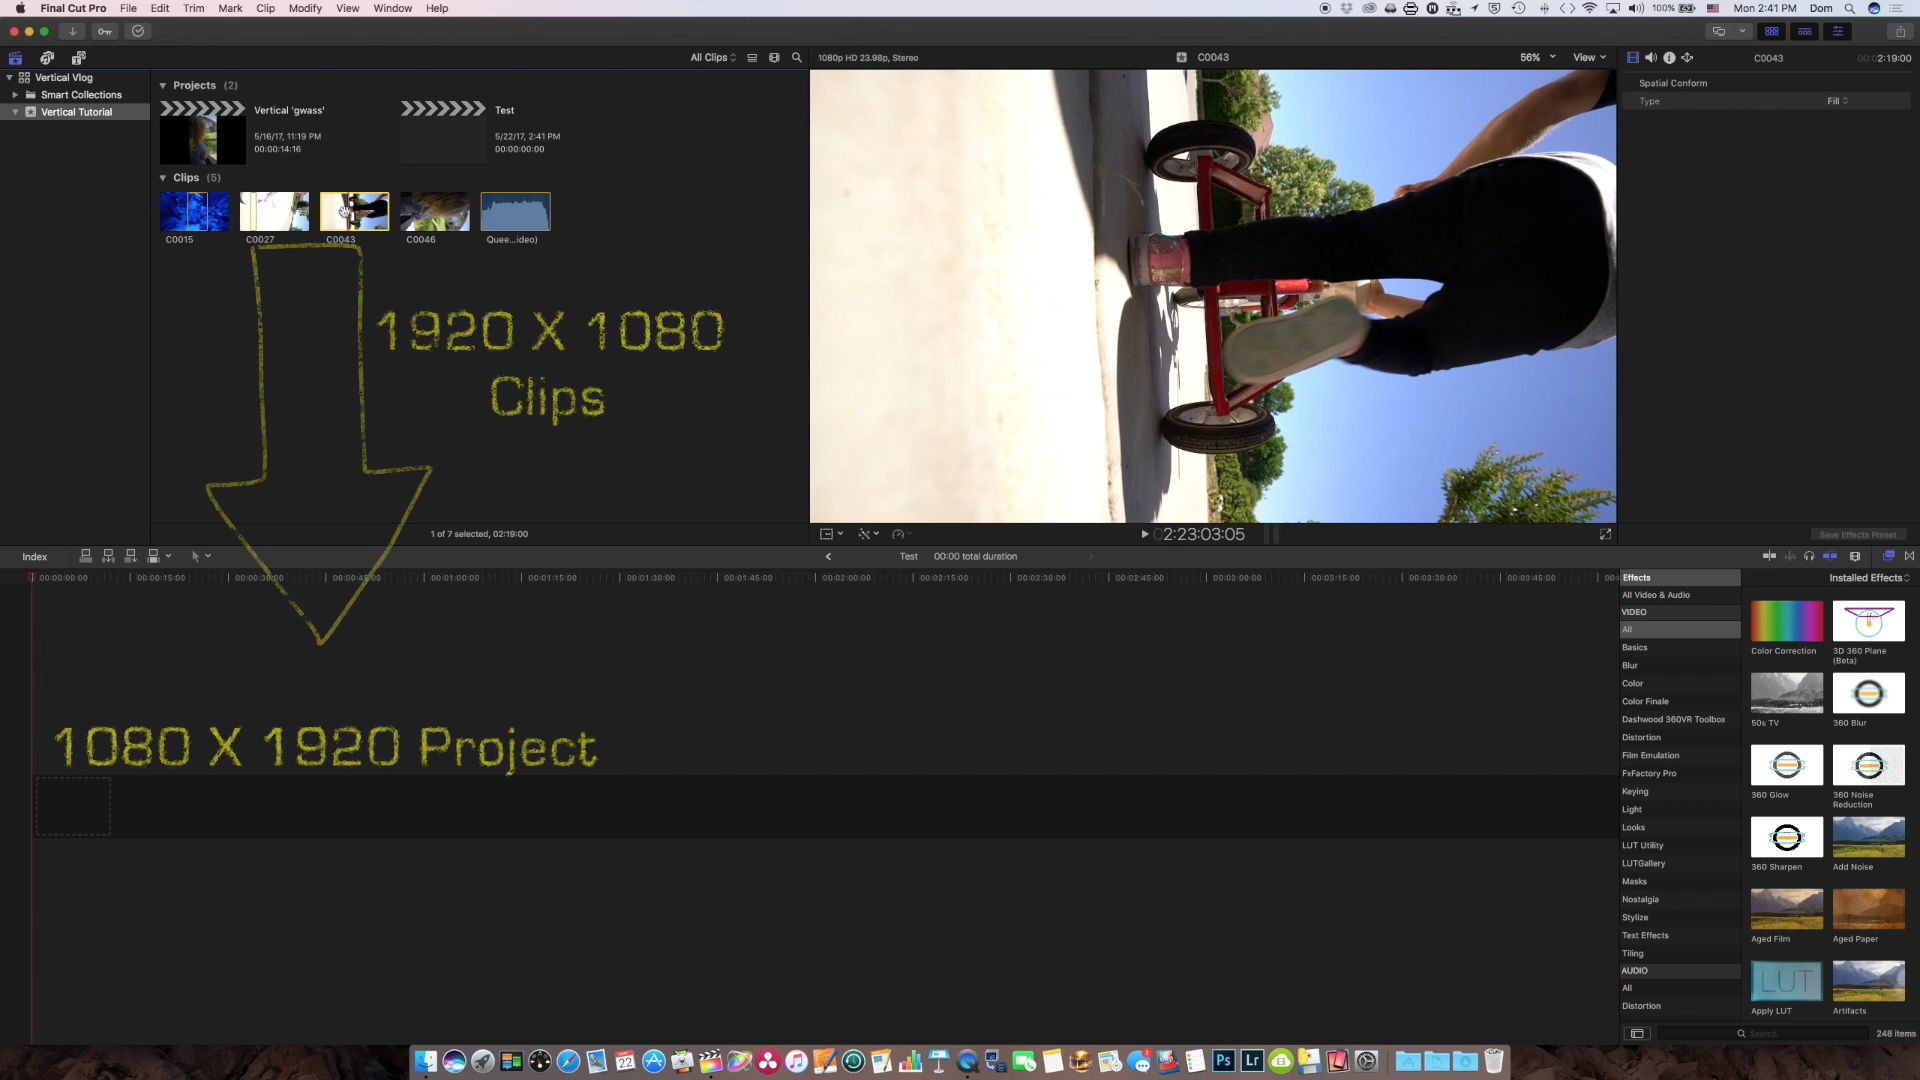 Final Cut Pro File Edit Trim Mark Clip Modify View Window Help
100% Mon 2:41 PM Dom
All Clips
1080p HD 23.98p, Stereo
C0043
56% View
C0043
2:19:00
Vertical Vlog
Smart Collections
Vertical Tutorial
Projects (2)
Vertical 'gwass'
5/16/17, 11:19 PM
00:00:14:16
Test
5/22/17, 2:41 PM
00:00:00:00
Clips (5)
C0015
C0027
C0043
C0046
Quee...ideo)
Spatial Conform
Type Fill
1920 X 1080
Clips
1 of 7 selected, 02:19:00
2:23:03:05
Save Effects Preset
Index
Test 00:00 total duration
00:00:00:00 00:00:15:00 00:00:30:00 00:00:45:00 00:01:00:00 00:01:15:00 00:01:30:00 00:01:45:00 00:02:00:00 00:02:15:00 00:02:30:00 00:02:45:00 00:03:00:00 00:03:15:00 00:03:30:00 00:03:45:00
1080 X 1920 Project
Effects
Installed Effects
All Video & Audio
VIDEO
All
Basics
Blur
Color
Color Finale
Dashwood 360VR Toolbox
Distortion
Film Emulation
FxFactory Pro
Keying
Light
Looks
LUT Utility
LUTGallery
Masks
Nostalgia
Stylize
Text Effects
Tiling
AUDIO
All
Distortion
Color Correction
3D 360 Plane
(Beta)
50s TV
360 Blur
360 Glow
360 Noise
Reduction
360 Sharpen
Add Noise
Aged Film
Aged Paper
LUT
Apply LUT
Artifacts
Search
248 items
22
Ps
Lr